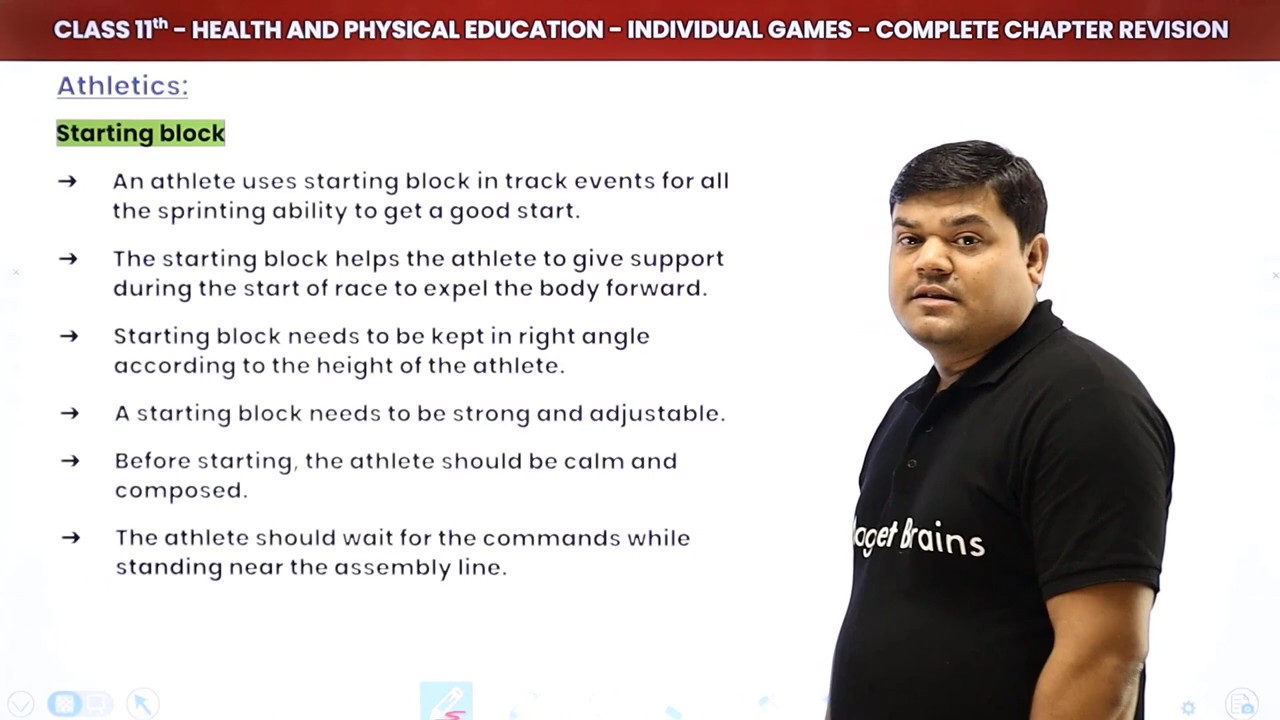 CLASS 11th - HEALTH AND PHYSICAL EDUCATION - INDIVIDUAL GAMES - COMPLETE CHAPTER REVISION
Athletics:
Starting block
→ An athlete uses starting block in track events for all
the sprinting ability to get a good start.
→ The starting block helps the athlete to give support
during the start of race to expel the body forward.
→ Starting block needs to be kept in right angle
according to the height of the athlete.
→ A starting block needs to be strong and adjustable.
→ Before starting, the athlete should be calm and
composed.
→ The athlete should wait for the commands while
standing near the assembly line.
Brains